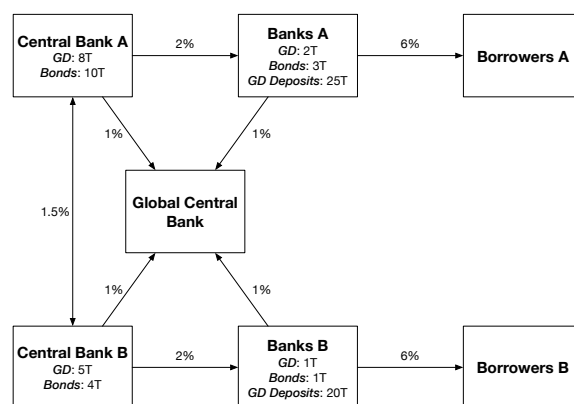 Central Bank A
GD: 8T
Bonds: 10T
2%
Banks A
GD: 2T
Bonds: 3T
GD Deposits: 25T
6%
Borrowers A
1%
1%
1.5%
Global Central
Bank
1%
1%
Central Bank B
GD: 5T
Bonds: 4T
2%
Banks B
GD: 1T
Bonds: 1T
GD Deposits: 20T
6%
Borrowers B